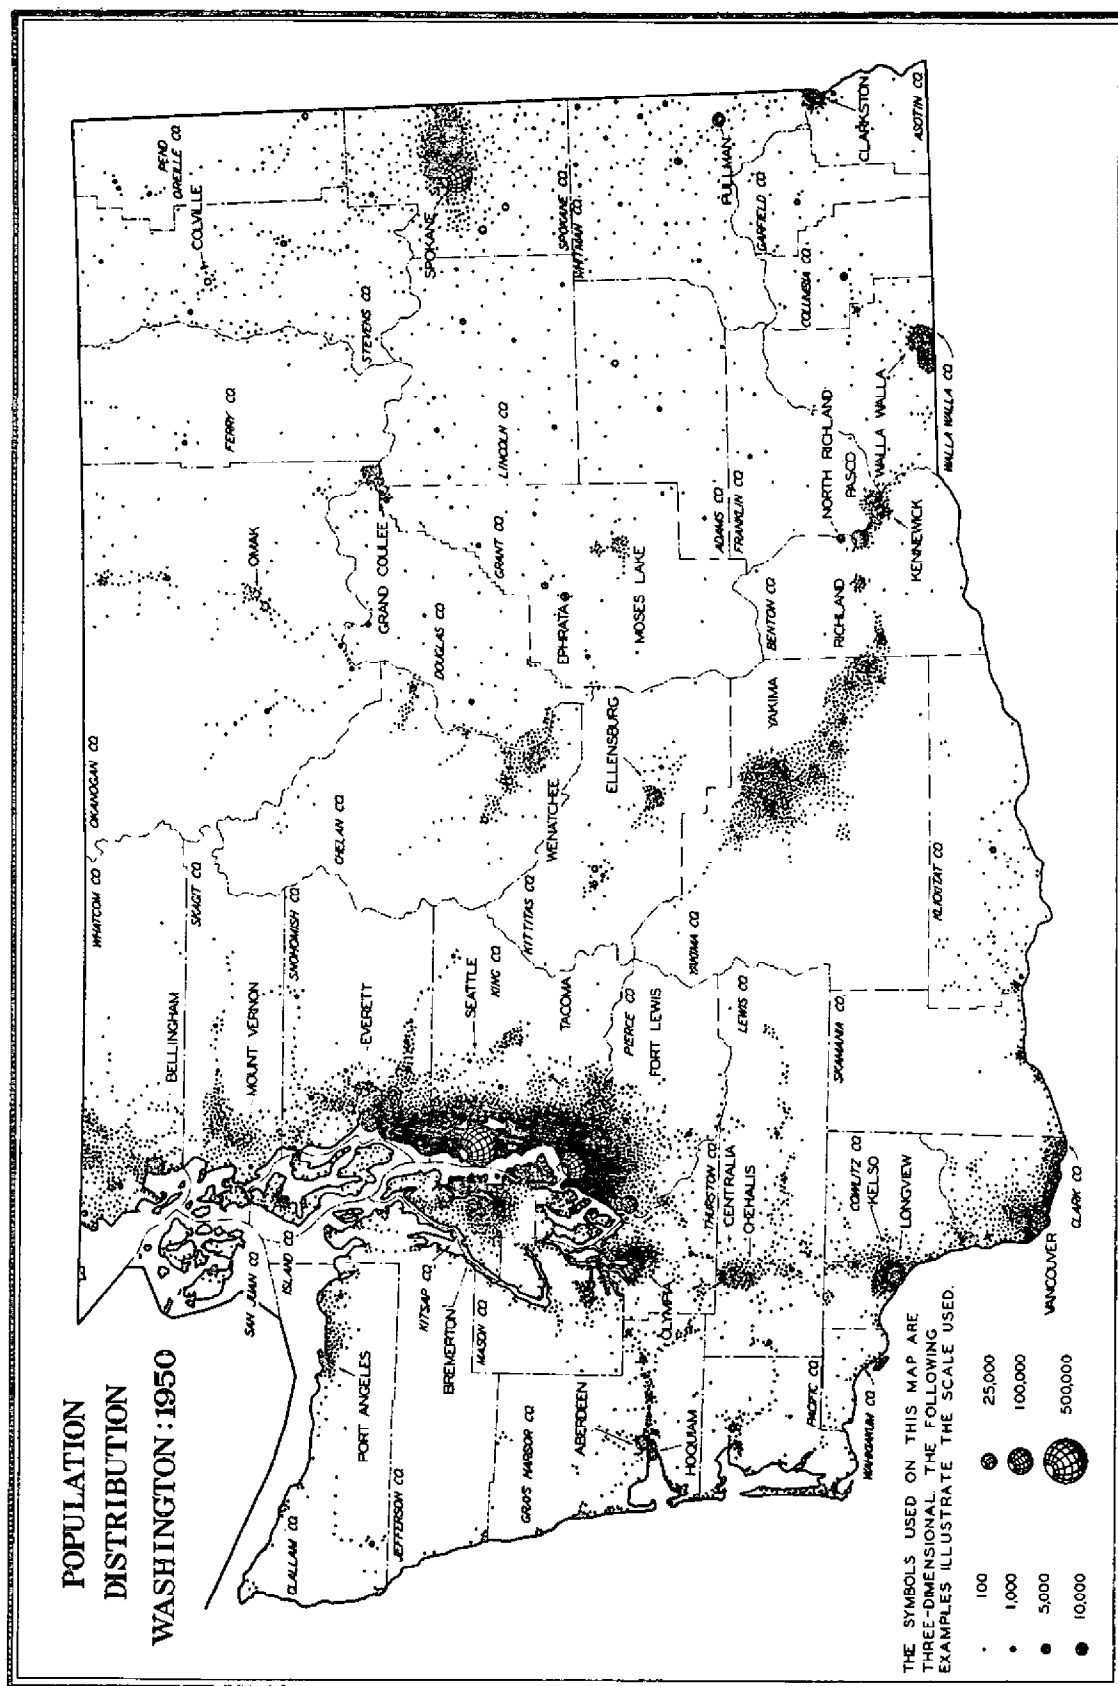 POPULATION
DISTRIBUTION
WASHINGTON: 1950
WHATCOM CO
OKANOGAN CO
PEND
OREILLE CO
COLVILLE
BELLINGHAM
SKAGIT CO
FERRY CO
OMAK
MOUNT VERNON
SAN JUAN CO
ISLAND CO
SNOHOMISH CO
CHELAN CO
STEVENS CO
CLALLAM CO
PORT ANGELES
EVERETT
GRAND COULEE
SPOKANE
JEFFERSON CO
KITSAP CO
DOUGLAS CO
BREMERTON
SEATTLE
KING CO
MASON CO
GRANT CO
LINCOLN CO
GRAYS HARBOR CO
KITTITAS CO
WENATCHEE
EPHRATA
SPOKANE CO
WHITMAN CO
ABERDEEN
TACOMA
ELLENSBURG
MOSES LAKE
PIERCE CO
FORT LEWIS
OLYMPIA
HOQUIAM
YAKIMA CO
THURSTON CO
CENTRALIA
CHEHALIS
LEWIS CO
ADAMS CO
FRANKLIN CO
PULLMAN
GARFIELD CO
YAKIMA
BENTON CO
PACIFIC CO
COLUMBIA CO
NORTH RICHLAND
RICHLAND
PASCO
SKAMANIA CO
COWLITZ CO
KELSO
LONGVIEW
WAHKIAKUM CO
WALLA WALLA
CLARKSTON
KENNEWICK
KLICKITAT CO
ASOTIN CO
WALLA WALLA CO
VANCOUVER
CLARK CO
THE SYMBOLS USED ON THIS MAP ARE
THREE-DIMENSIONAL. THE FOLLOWING
EXAMPLES ILLUSTRATE THE SCALE USED.
100
1,000
5,000
10,000
25,000
100,000
500,000